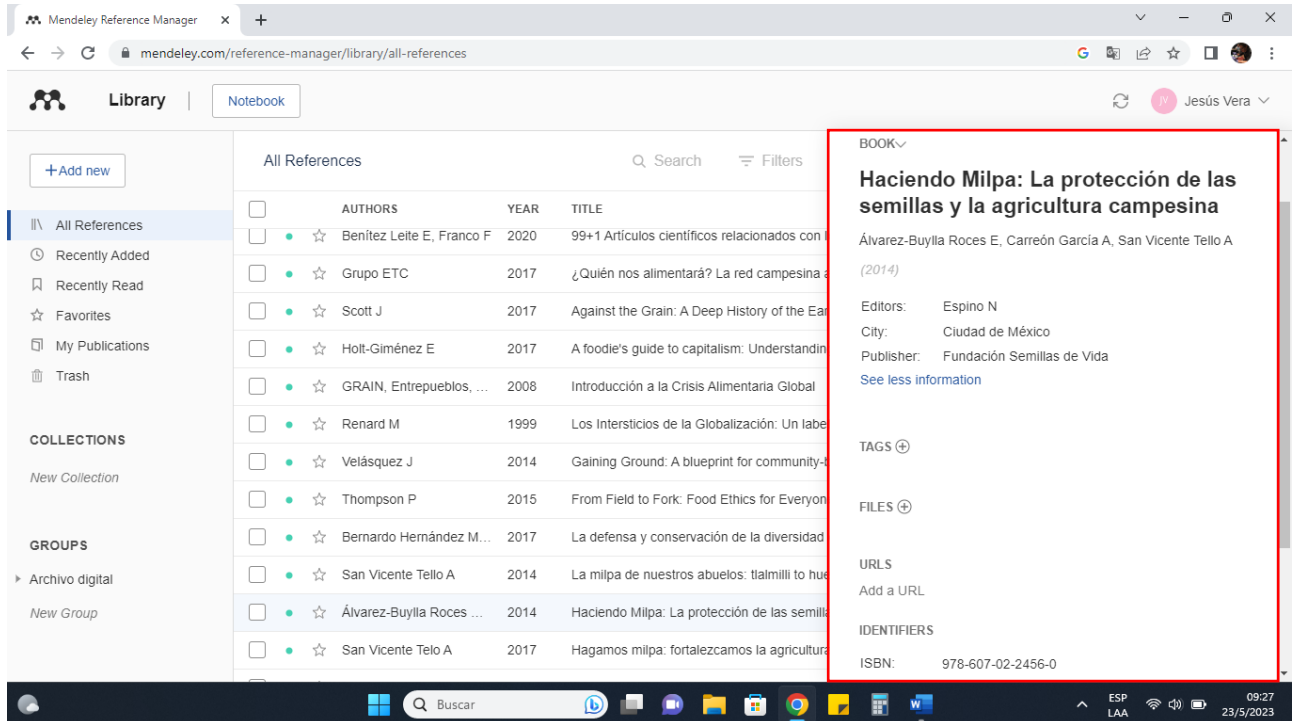 Mendeley Reference Manager
mendeley.com/reference-manager/library/all-references
Library
Notebook
JV
Jesús Vera
+Add new
All References
Recently Added
Recently Read
Favorites
My Publications
Trash
COLLECTIONS
New Collection
GROUPS
Archivo digital
New Group
All References
Search
Filters
AUTHORS YEAR TITLE
Benítez Leite E, Franco F 2020 99+1 Artículos científicos relacionados con
Grupo ETC 2017 ¿Quién nos alimentará? La red campesina
Scott J 2017 Against the Grain: A Deep History of the Ear
Holt-Giménez E 2017 A foodie's guide to capitalism: Understandin
GRAIN, Entrepueblos, ... 2008 Introducción a la Crisis Alimentaria Global
Renard M 1999 Los Intersticios de la Globalización: Un labe
Velásquez J 2014 Gaining Ground: A blueprint for community-
Thompson P 2015 From Field to Fork: Food Ethics for Everyon
Bernardo Hernández M... 2017 La defensa y conservación de la diversidad
San Vicente Tello A 2014 La milpa de nuestros abuelos: tlalmilli to hue
Álvarez-Buylla Roces ... 2014 Haciendo Milpa: La protección de las semilla
San Vicente Telo A 2017 Hagamos milpa: fortalezcamos la agricultura
BOOK
Haciendo Milpa: La protección de las
semillas y la agricultura campesina
Álvarez-Buylla Roces E, Carreón García A, San Vicente Tello A
(2014)
Editors: Espino N
City: Ciudad de México
Publisher: Fundación Semillas de Vida
See less information
TAGS
FILES
URLS
Add a URL
IDENTIFIERS
ISBN: 978-607-02-2456-0
Buscar
ESP
LAA
09:27
23/5/2023